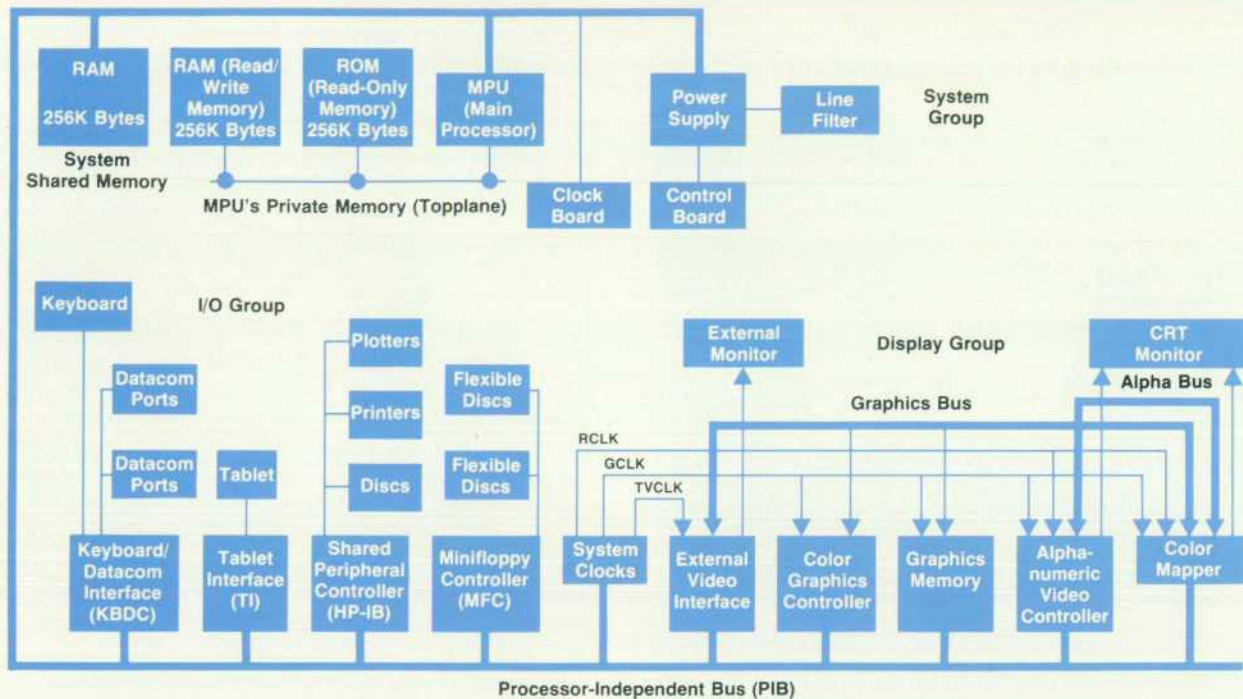 RAM
256K Bytes
System
Shared Memory
RAM (Read/
Write
Memory)
256K Bytes
ROM
(Read-Only
Memory)
256K Bytes
MPU
(Main
Processor)
MPU's Private Memory (Topplane)
Clock
Board
Power
Supply
Control
Board
Line
Filter
System
Group
Keyboard
I/O Group
Datacom
Ports
Datacom
Ports
Tablet
Plotters
Printers
Discs
Flexible
Discs
Flexible
Discs
External
Monitor
Display Group
CRT
Monitor
Alpha Bus
Graphics Bus
RCLK
GCLK
TVCLK
Keyboard/
Datacom
Interface
(KBDC)
Tablet
Interface
(TI)
Shared
Peripheral
Controller
(HP-IB)
Minifloppy
Controller
(MFC)
System
Clocks
External
Video
Interface
Color
Graphics
Controller
Graphics
Memory
Alpha-
numeric
Video
Controller
Color
Mapper
Processor-Independent Bus (PIB)